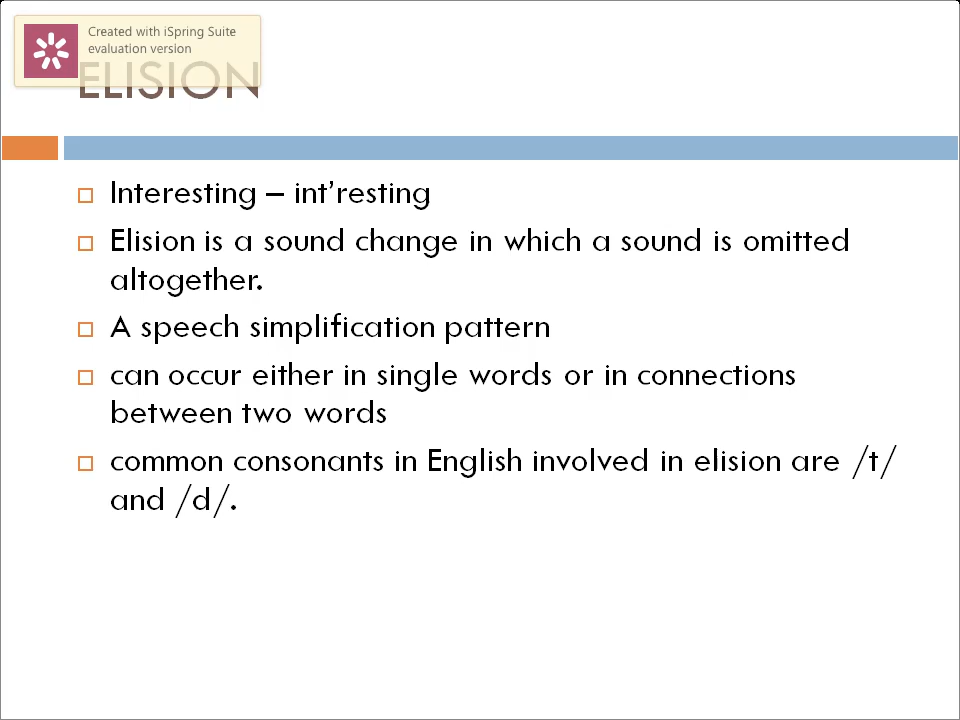 Created with iSpring Suite
evaluation version
ELISION
Interesting – int’resting
Elision is a sound change in which a sound is omitted
altogether.
A speech simplification pattern
can occur either in single words or in connections
between two words
common consonants in English involved in elision are /t/
and /d/.